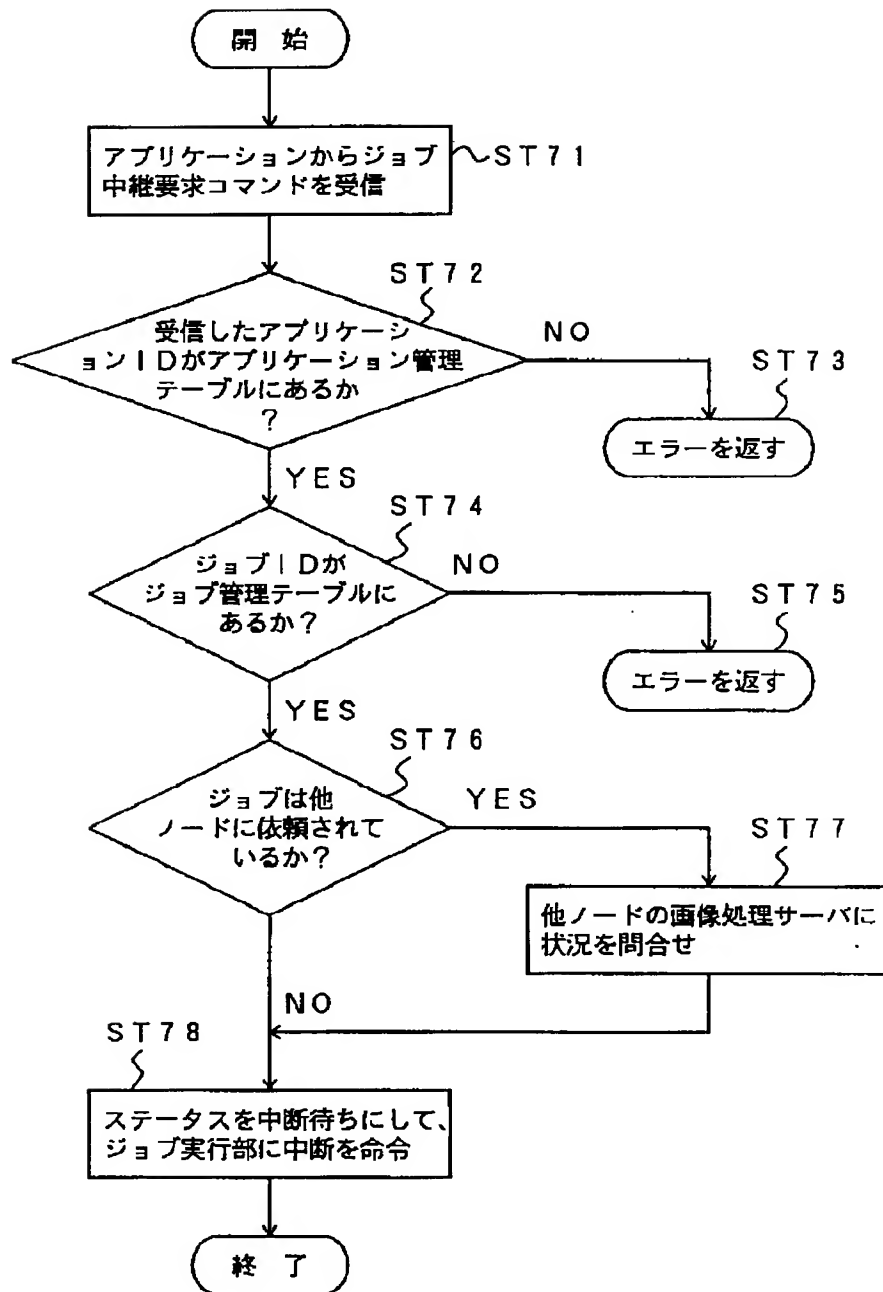 開 始
アプリケーションからジョブ
中継要求コマンドを受信
ST71
ST72
受信したアプリケーシ
ョンIDがアプリケーション管理
テーブルにあるか
?
NO
ST73
エラーを返す
YES
ST74
ジョブIDが
ジョブ管理テーブルに
あるか?
NO
ST75
エラーを返す
YES
ST76
ジョブは他
ノードに依頼されて
いるか?
YES
ST77
他ノードの画像処理サーバに
状況を問合せ
NO
ST78
ステータスを中断待ちにして、
ジョブ実行部に中断を命令
終 了